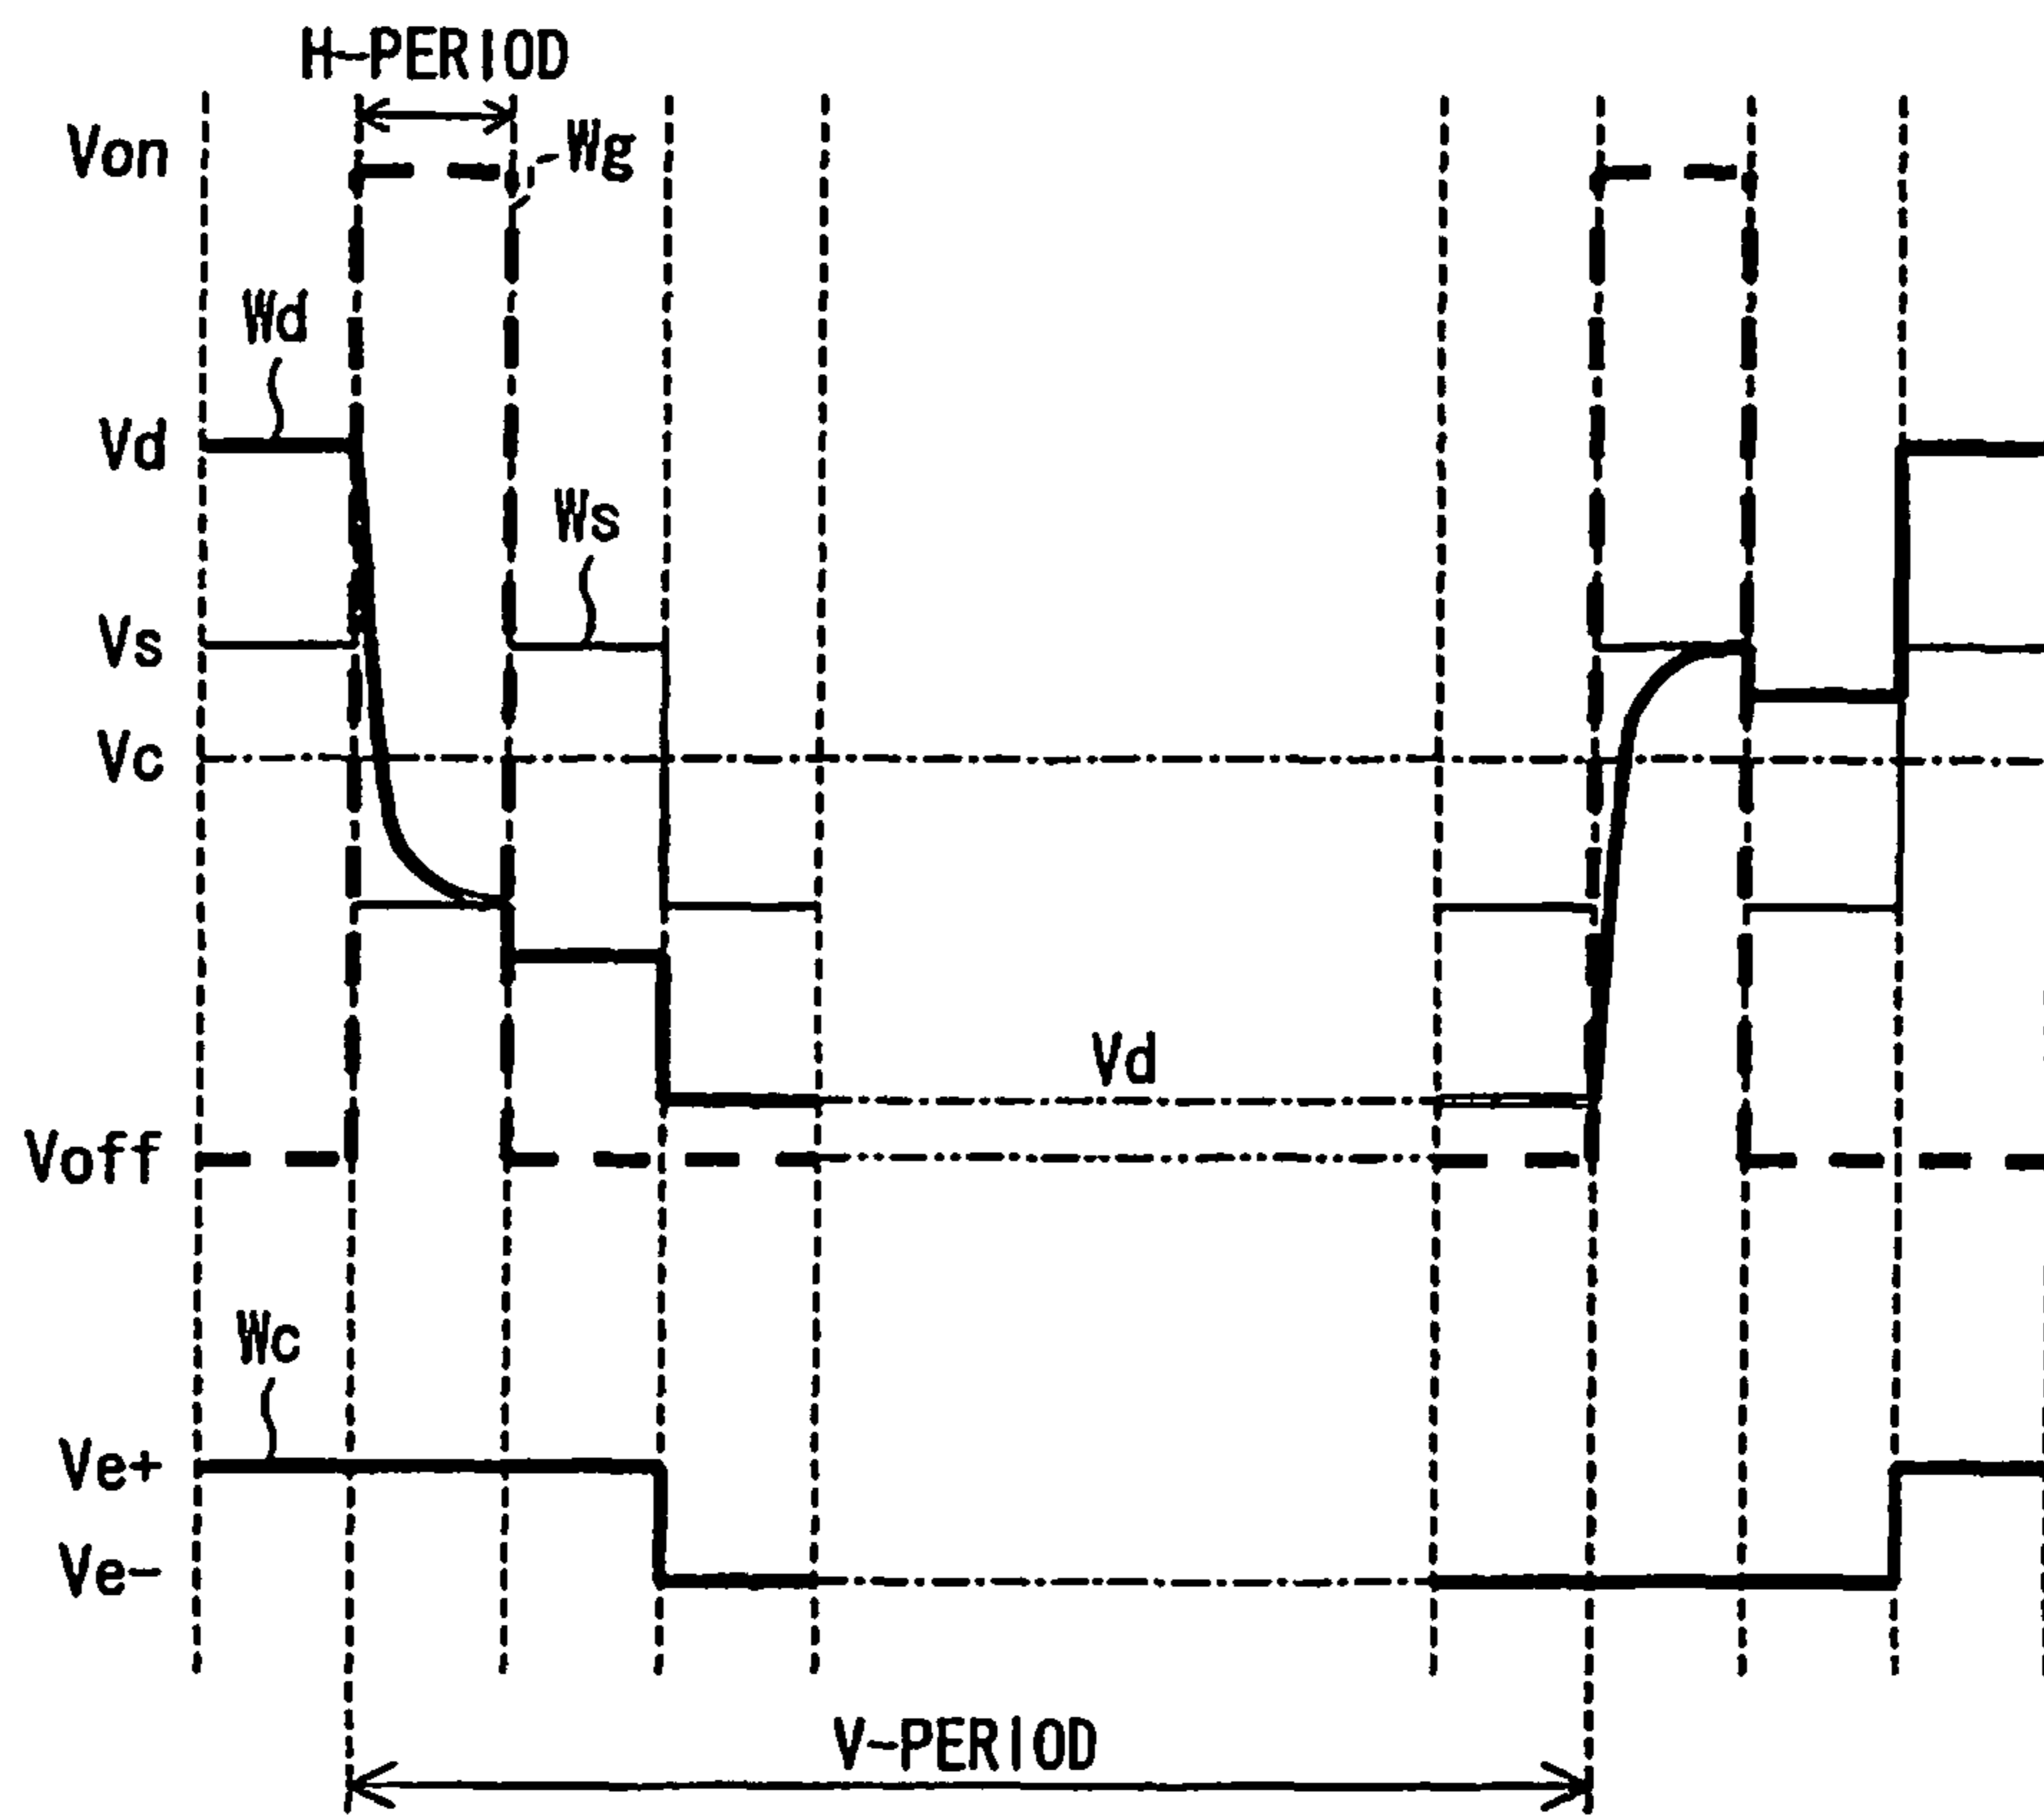 H-PERIOD
Von
Wg
Wd
Vd
Ws
Vs
Vc
Vd
Voff
Wc
Ve+
Ve-
V-PERIOD